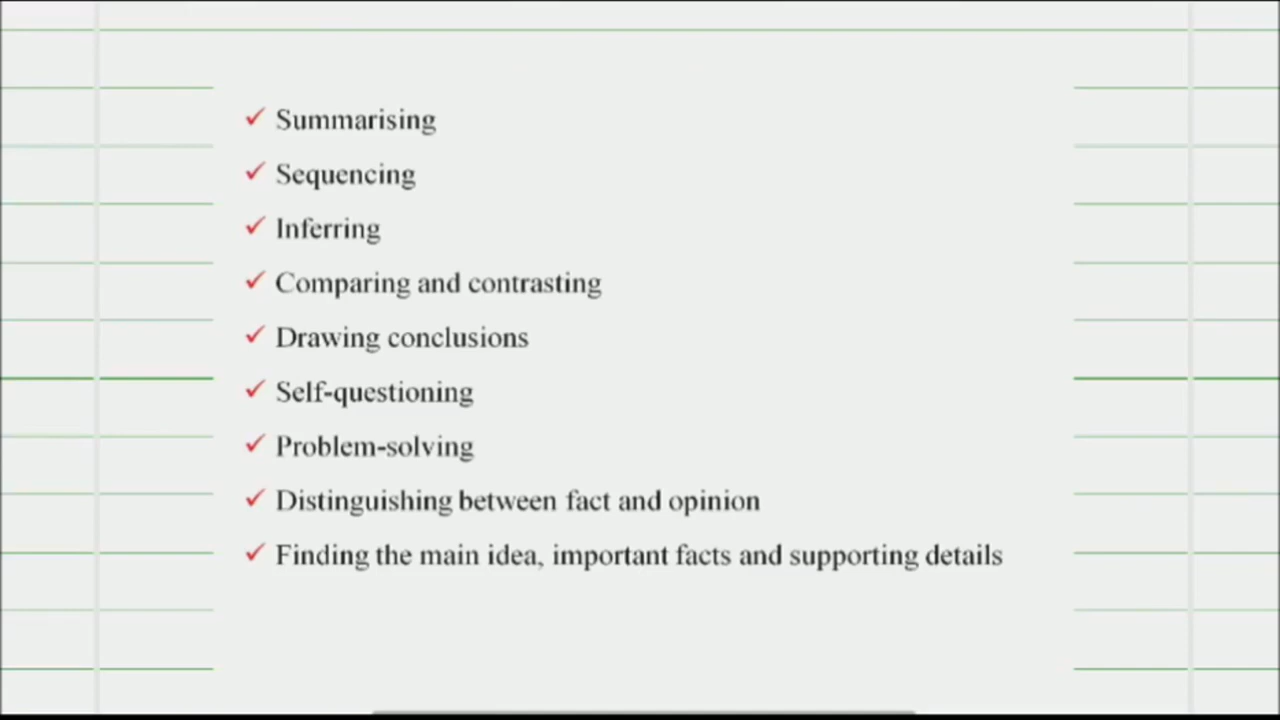 ✓ Summarising
✓ Sequencing
✓ Inferring
✓ Comparing and contrasting
✓ Drawing conclusions
✓ Self-questioning
✓ Problem-solving
✓ Distinguishing between fact and opinion
✓ Finding the main idea, important facts and supporting details